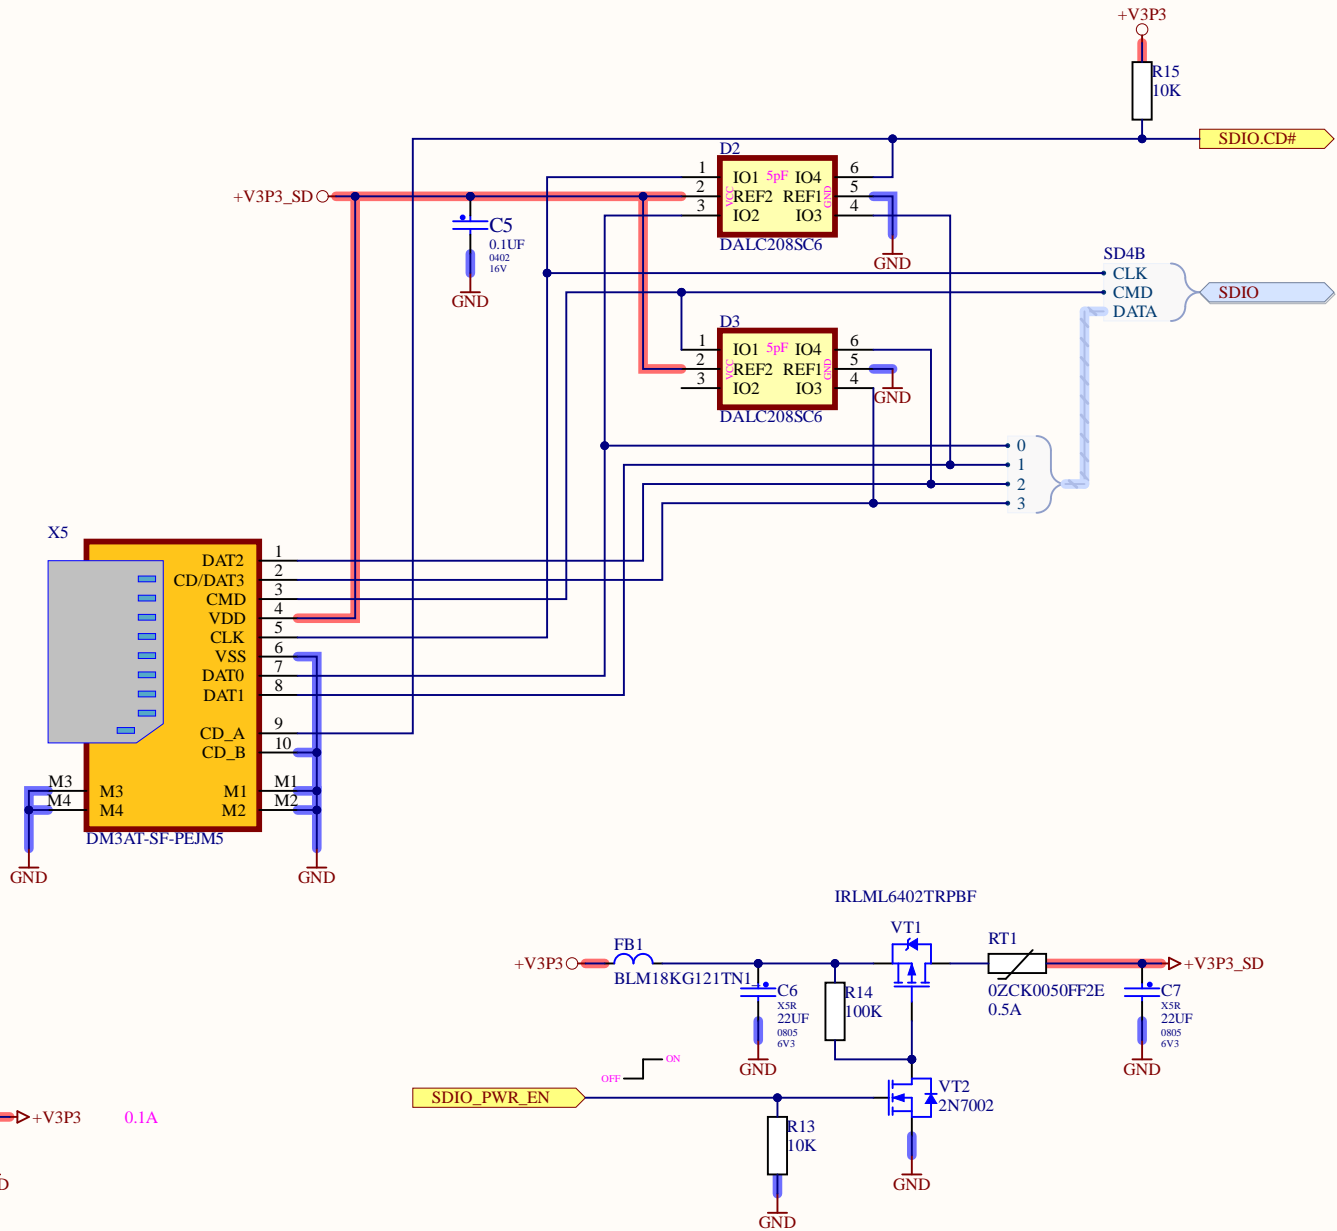 +V3P3
R15
10K
SDIO.CD#
D2
1 IO1 5pF IO4 6
2 REF2 VCC REF1 GND 5
3 IO2 IO3 4
DALC208SC6
GND
+V3P3_SD
C5
0.1UF
0402
16V
GND
SD4B
CLK
CMD
DATA
SDIO
D3
1 IO1 5pF IO4 6
2 REF2 VCC REF1 GND 5
3 IO2 IO3 4
DALC208SC6
GND
0
1
2
3
X5
DAT2 1
CD/DAT3 2
CMD 3
VDD 4
CLK 5
VSS 6
DAT0 7
DAT1 8
CD_A 9
CD_B 10
M3 M3 M1 M1
M4 M4 M2 M2
DM3AT-SF-PEJM5
GND
GND
IRLML6402TRPBF
VT1
+V3P3
FB1
BLM18KG121TN1
C6
X5R
22UF
0805
6V3
GND
R14
100K
RT1
0ZCK0050FF2E
0.5A
+V3P3_SD
C7
X5R
22UF
0805
6V3
GND
OFF
ON
SDIO_PWR_EN
VT2
2N7002
R13
10K
GND
GND
+V3P3
0.1A